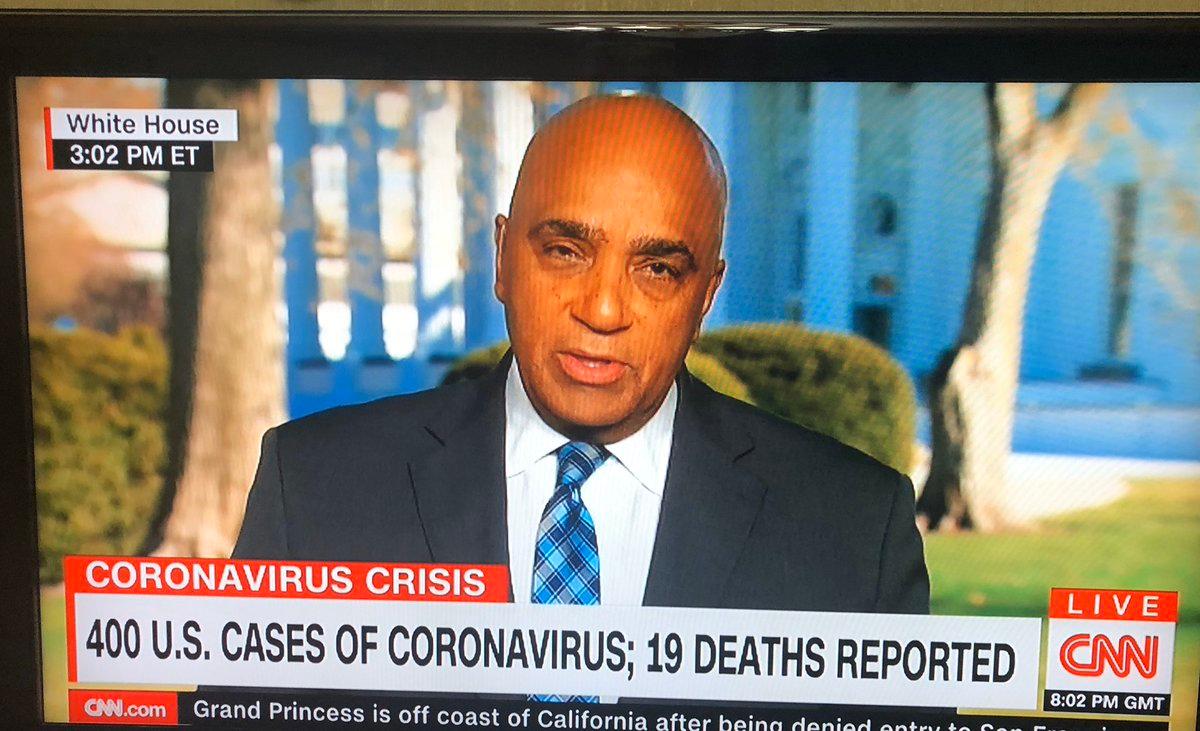 White House
3:02 PM ET
CORONAVIRUS CRISIS
400 U.S. CASES OF CORONAVIRUS; 19 DEATHS REPORTED
LIVE
CNN
8:02 PM GMT
CNN.com Grand Princess is off coast of California after being denied entry to San